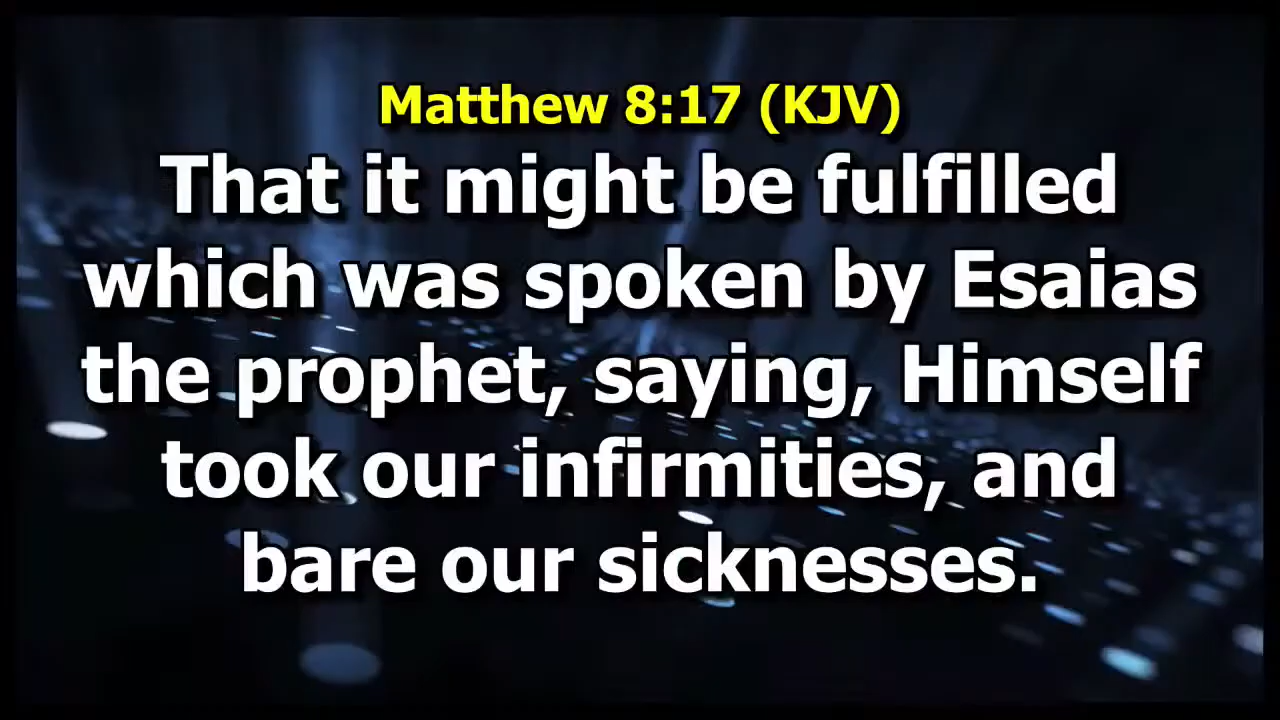 Matthew 8:17 (KJV)
That it might be fulfilled
which was spoken by Esaias
the prophet, saying, Himself
took our infirmities, and
bare our sicknesses.